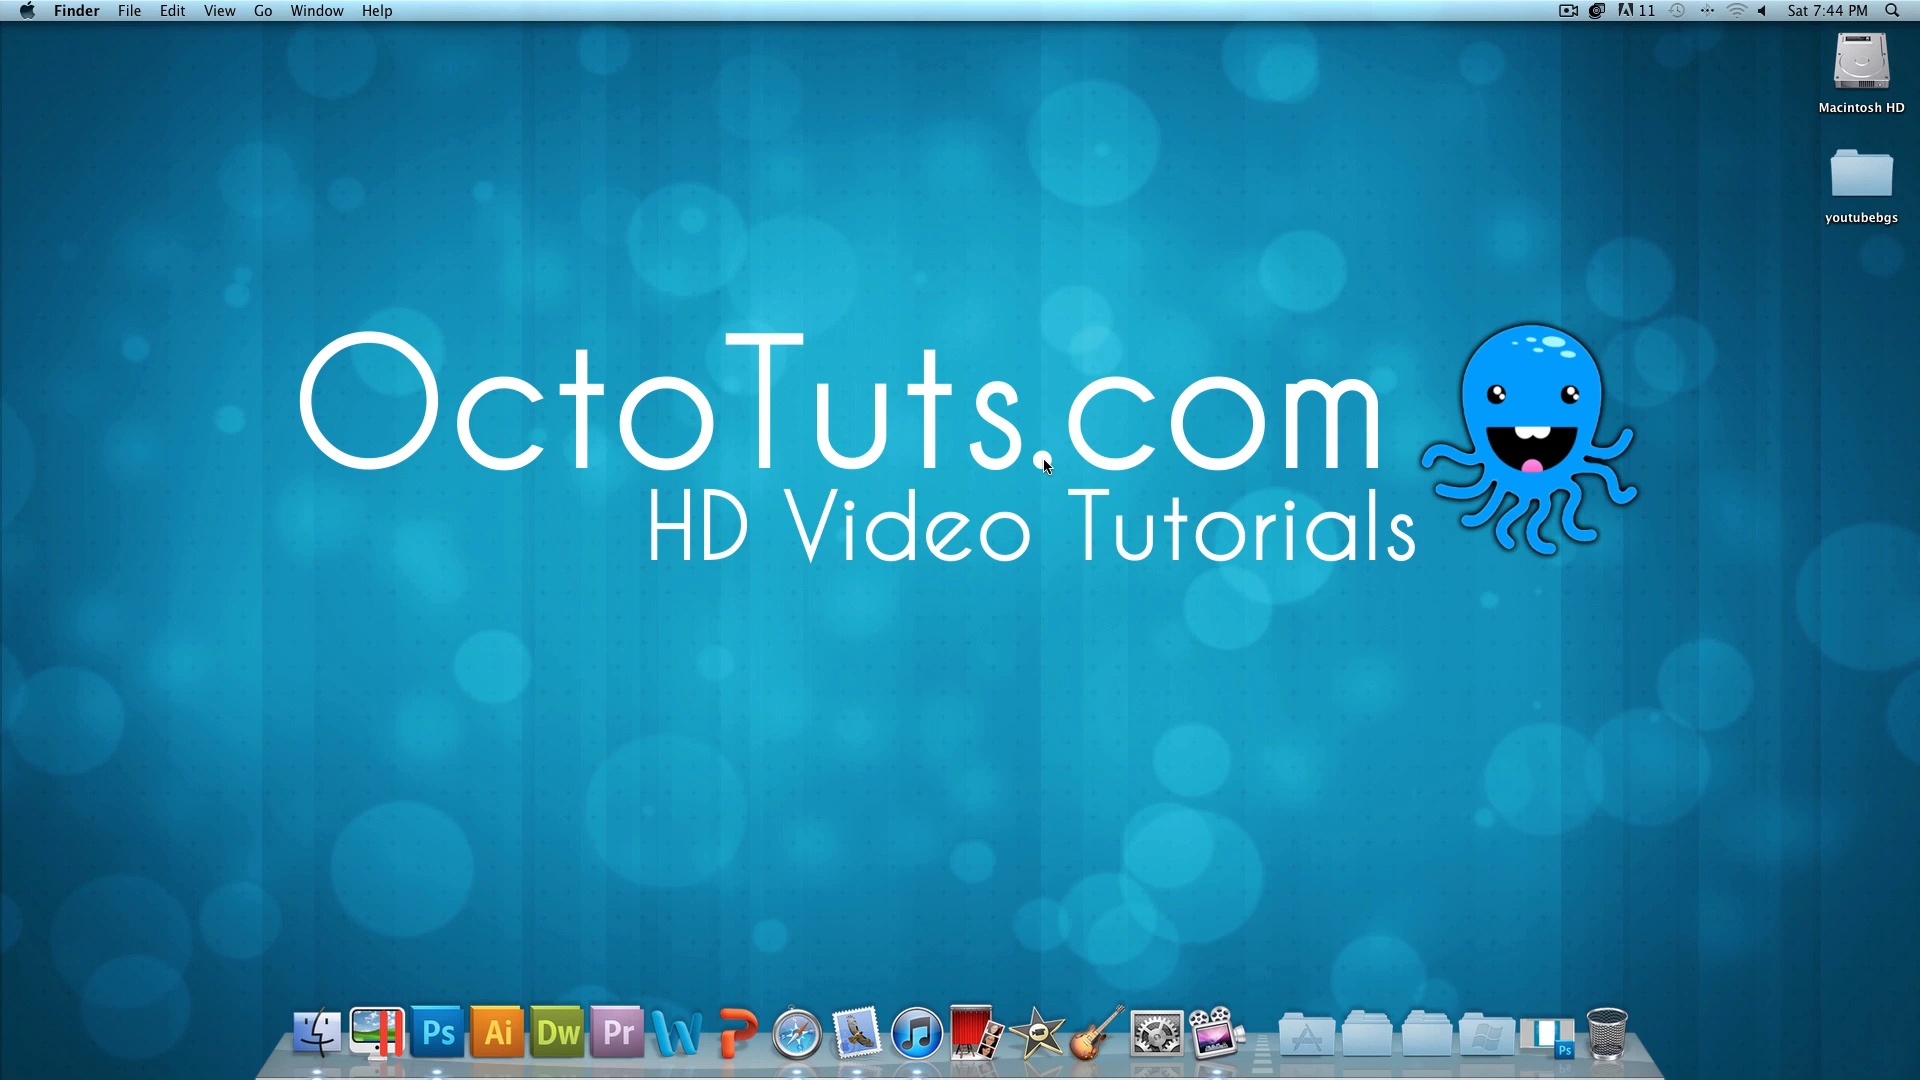 Finder File Edit View Go Window Help 11 Sat 7:44 PM
Macintosh HD
youtubebgs
OctoTuts.com
HD Video Tutorials
Ps Ai Dw Pr W P
Ps